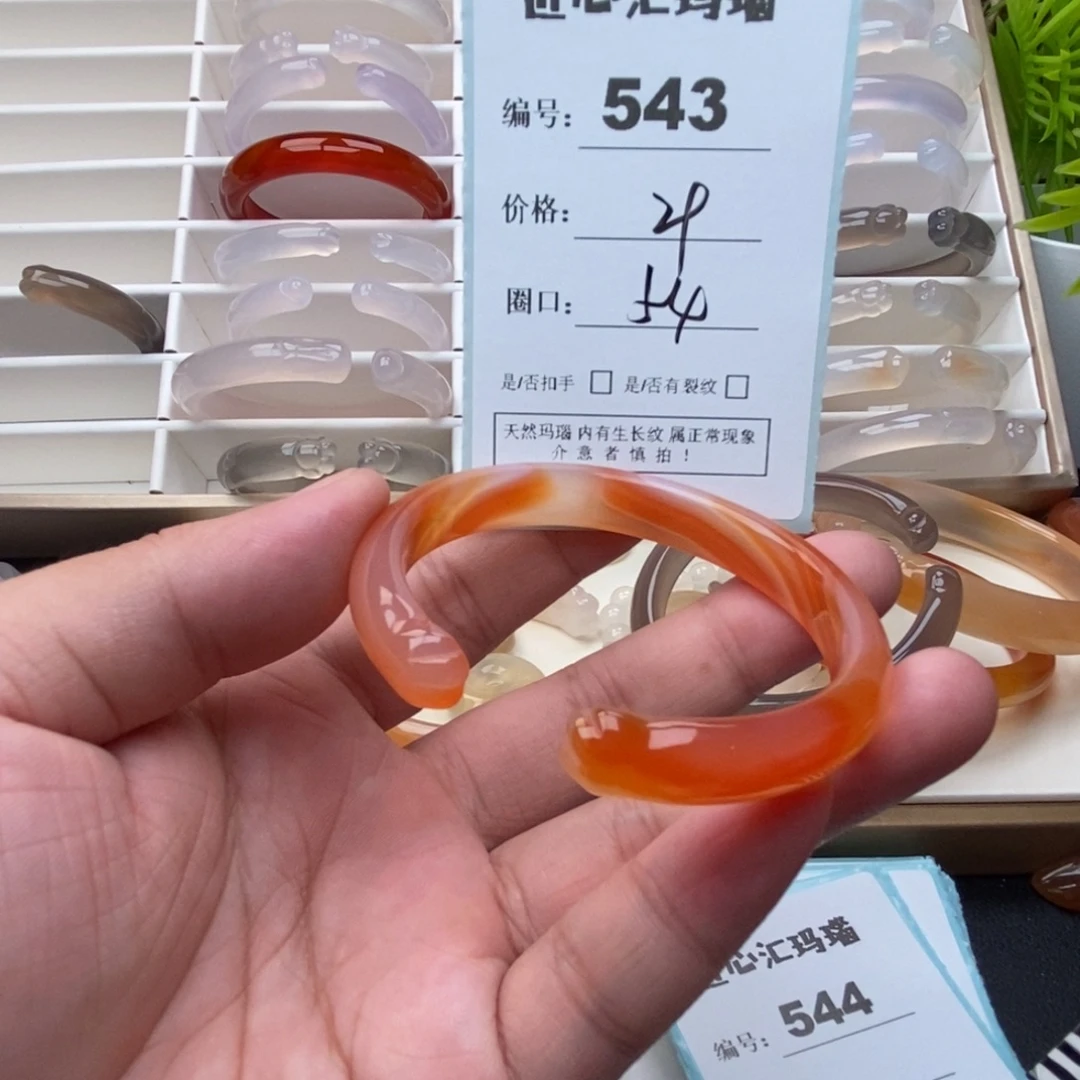 匠心汇玛瑙
编号: 543
价格:
圈口: 54
是/否扣手 □ 是/否有裂纹 □
天然玛瑙 内有生长纹 属正常现象
介意者慎拍!
匠心汇玛瑙
编号: 544